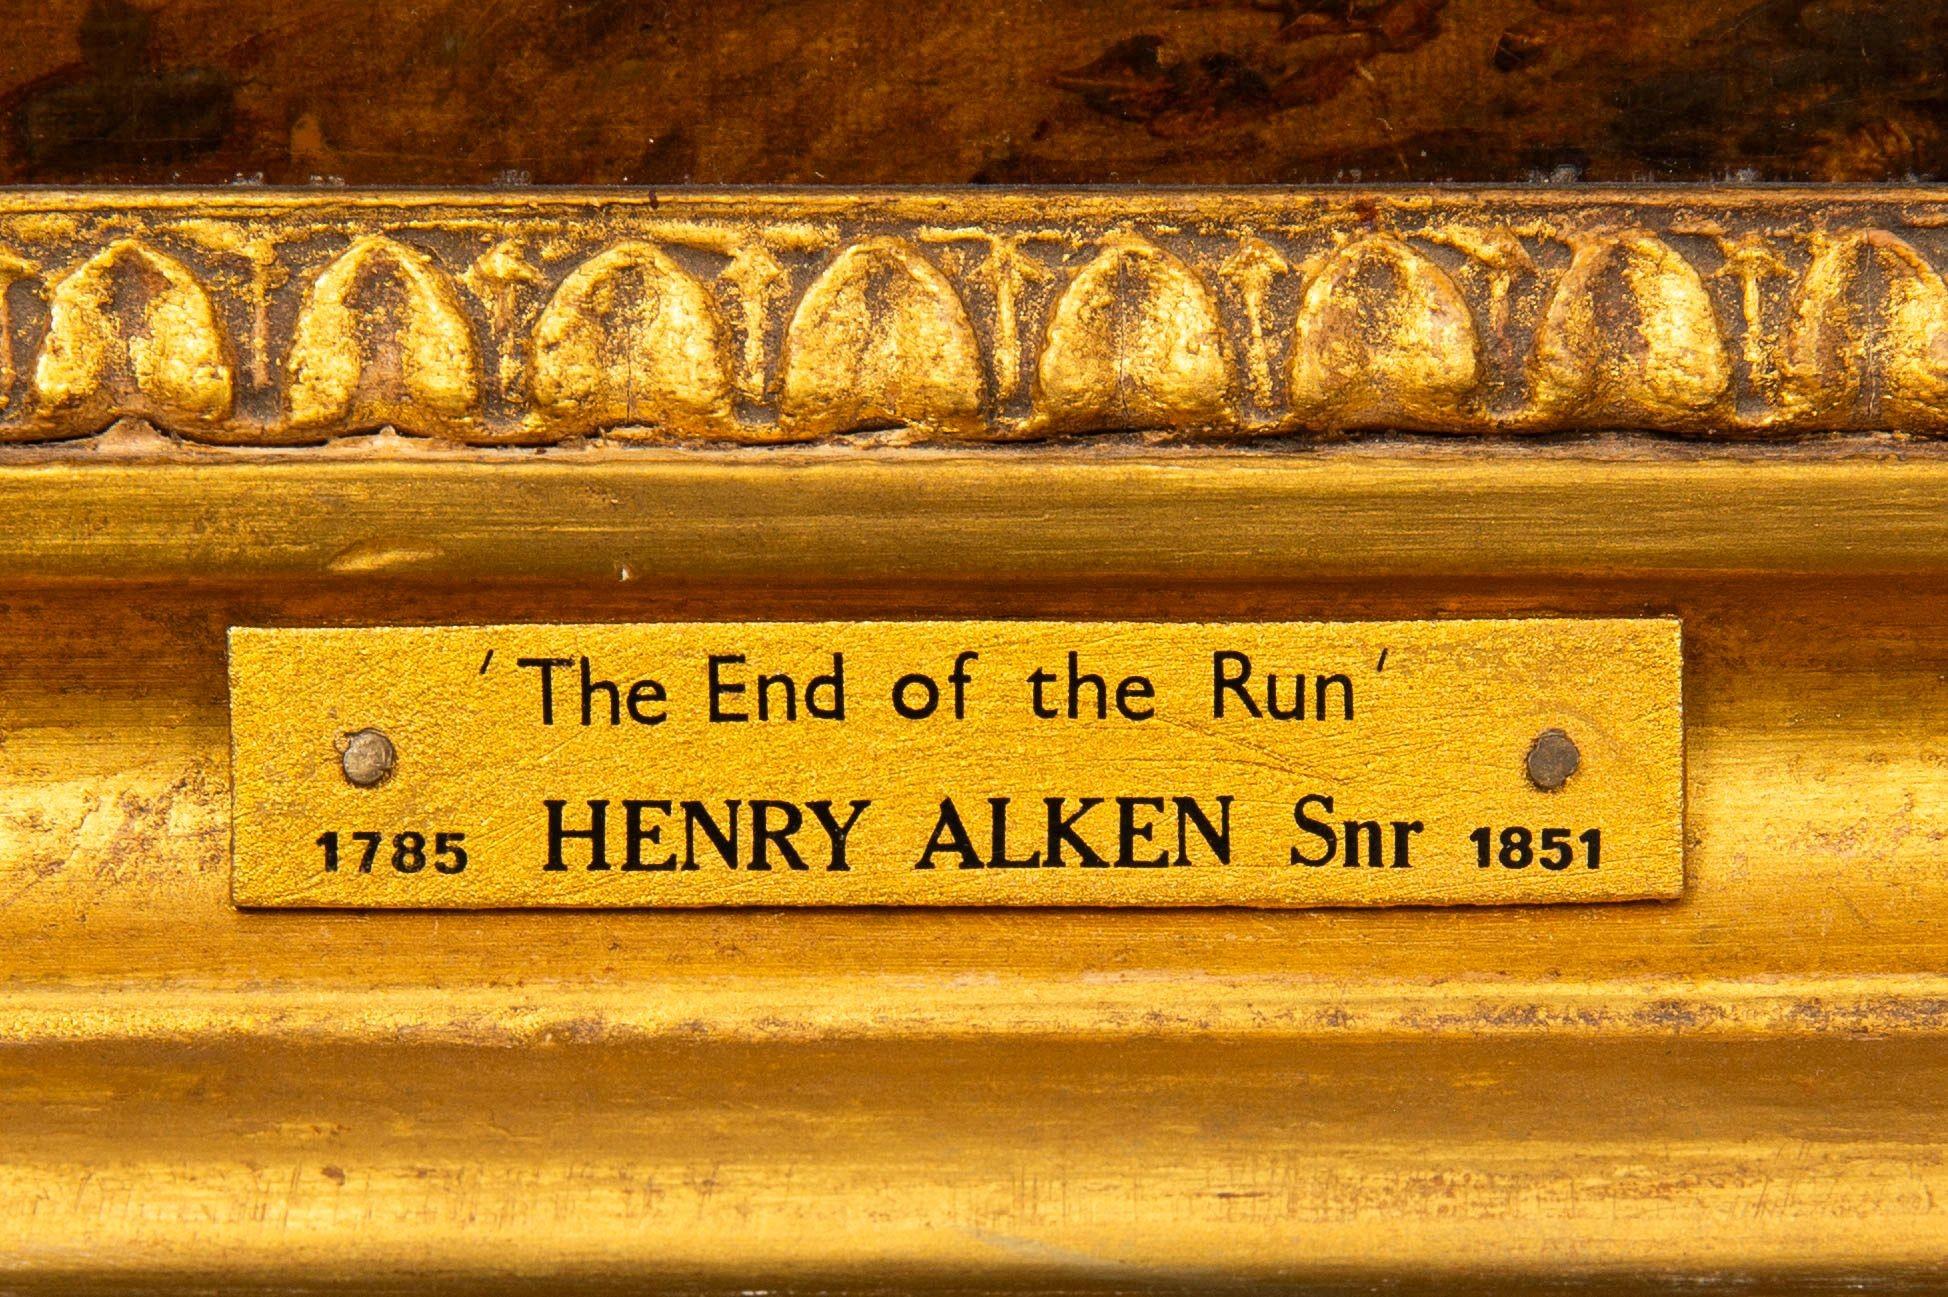 'The End of the Run'
1785 HENRY ALKEN Snr 1851